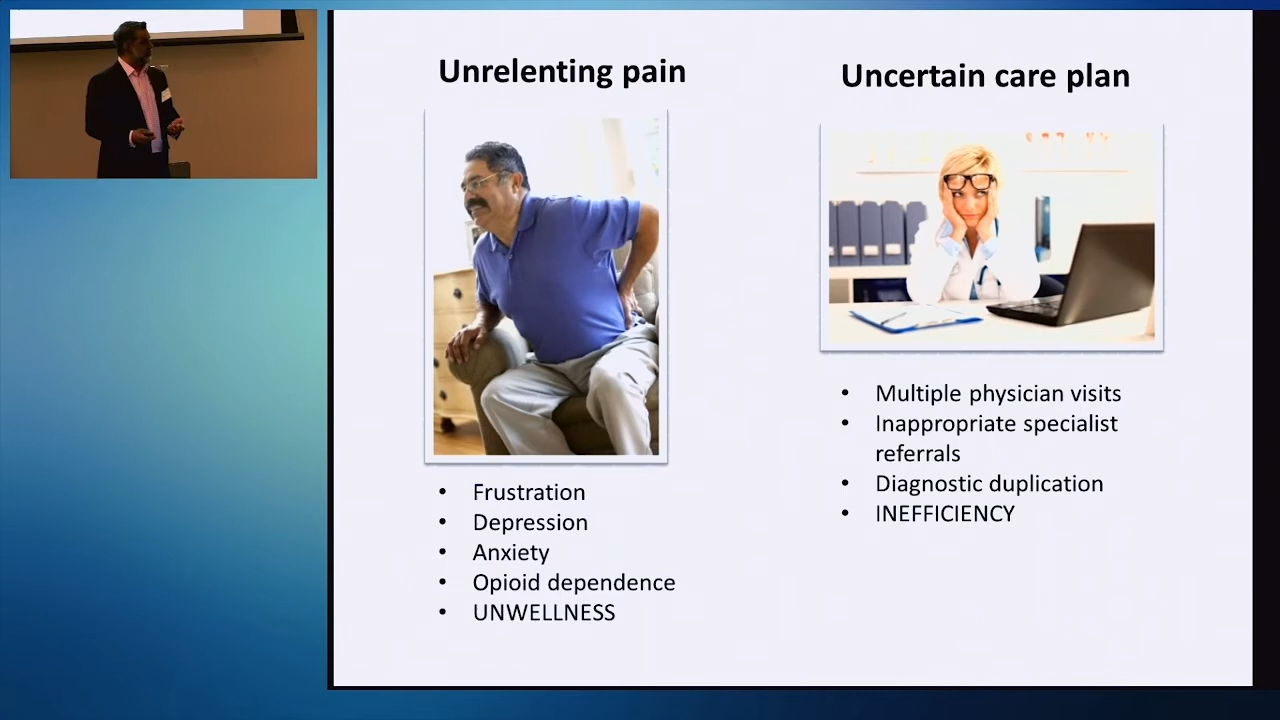 Unrelenting pain
• Frustration
• Depression
• Anxiety
• Opioid dependence
• UNWELLNESS
Uncertain care plan
• Multiple physician visits
• Inappropriate specialist
referrals
• Diagnostic duplication
• INEFFICIENCY